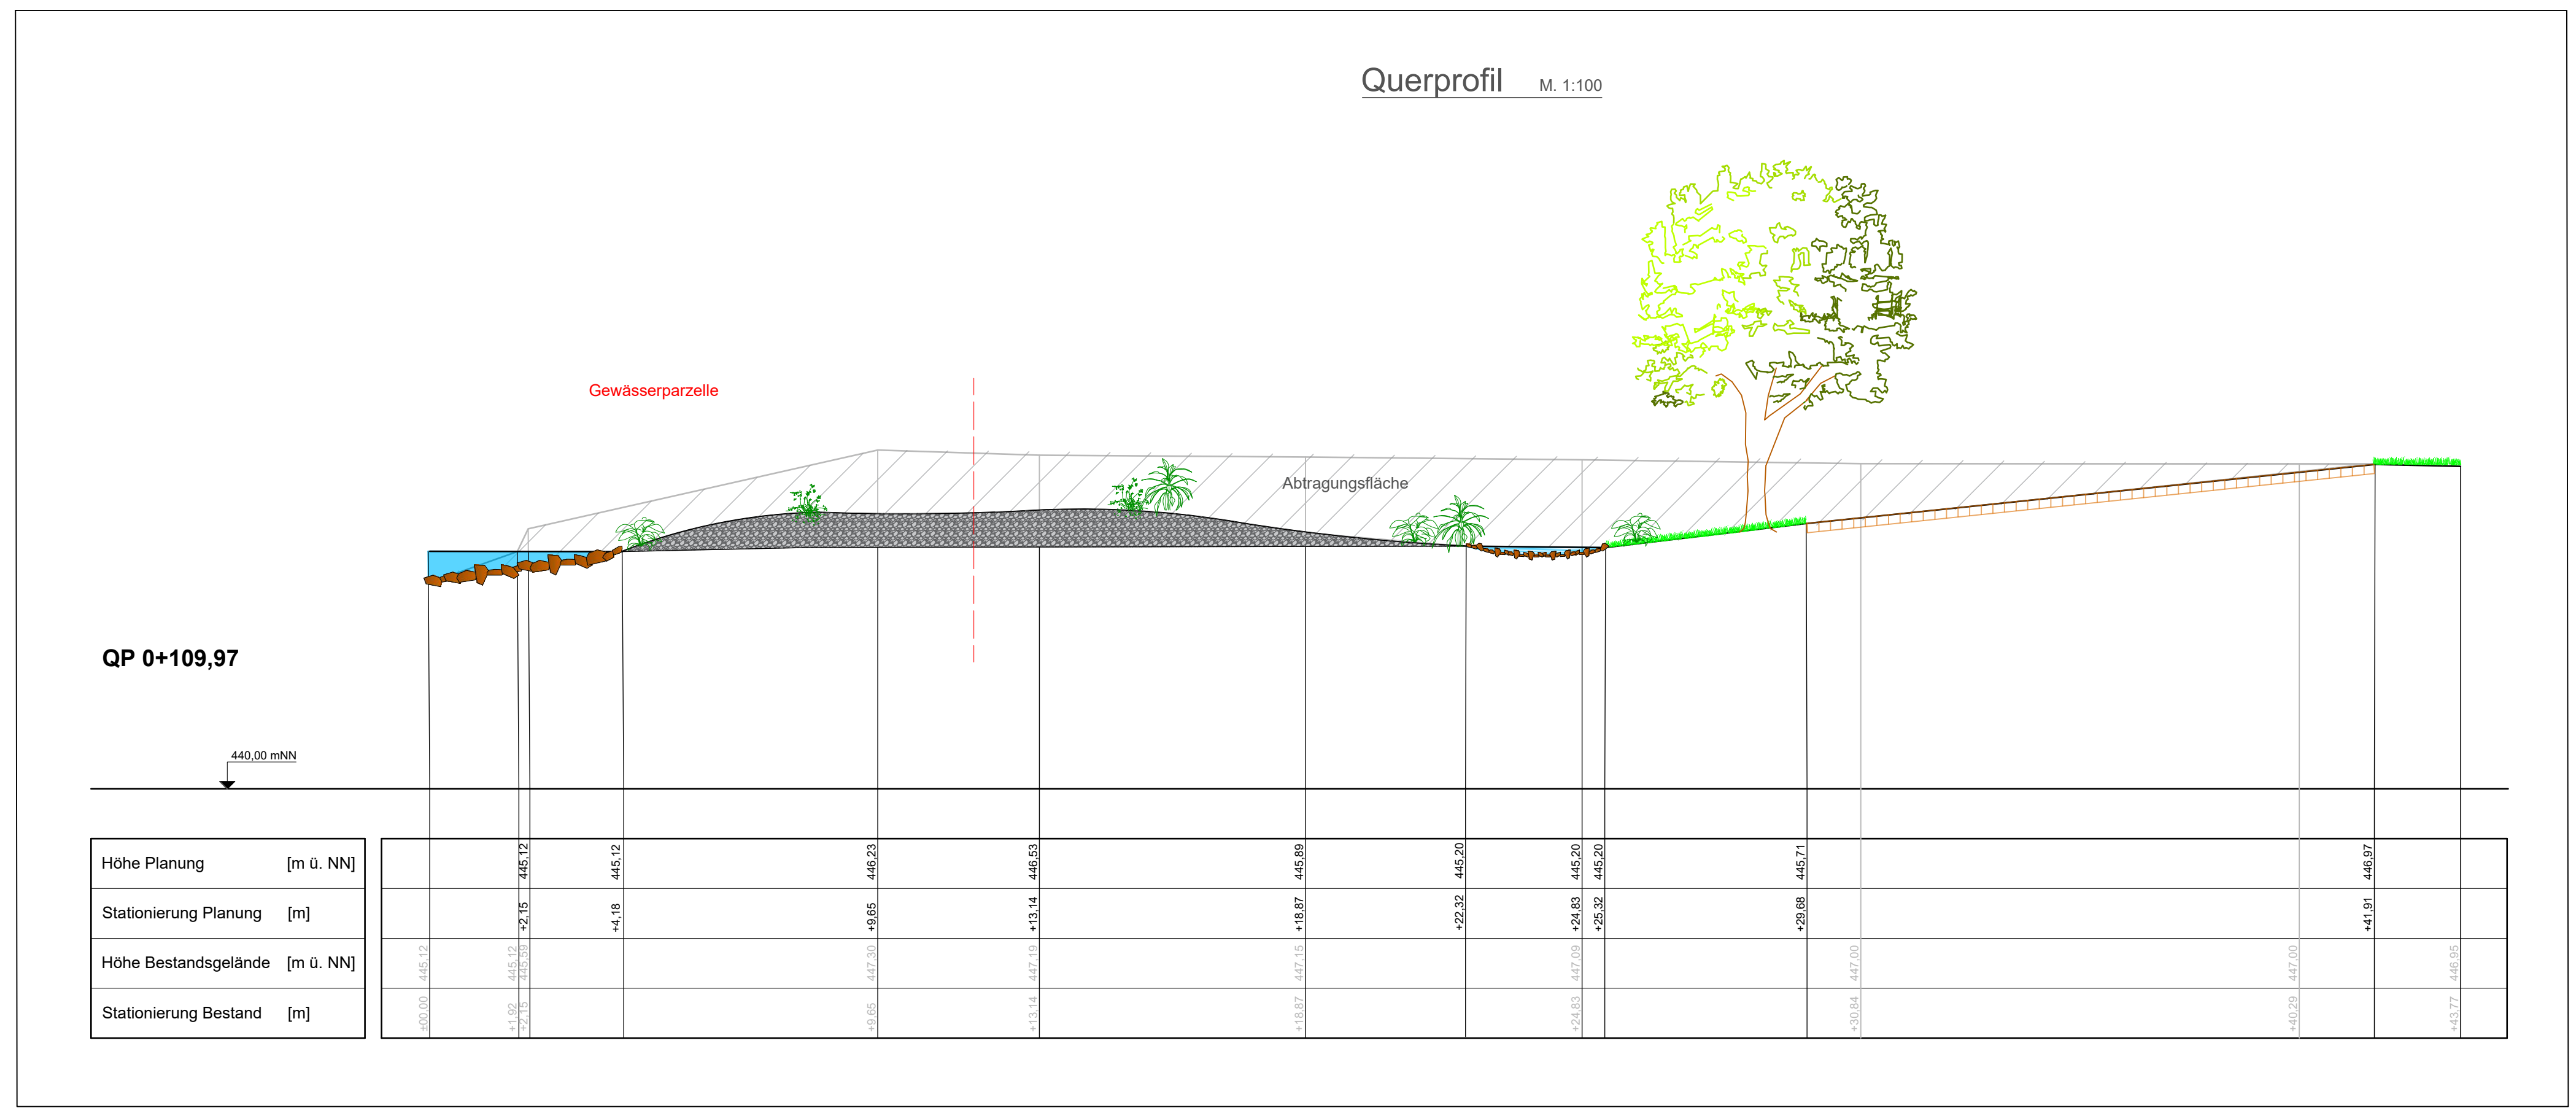 Querprofil M. 1:100
Gewässerparzelle
Abtragungsfläche
QP 0+109,97
440,00 mNN
Höhe Planung [m ü. NN] 445,12 445,12 446,23 446,53 445,89 445,20 445,20 445,20 445,71 446,97
Stationierung Planung [m] +2,15 +4,18 +9,65 +13,14 +18,87 +22,32 +24,83 +25,32 +29,68 +41,91
Höhe Bestandsgelände [m ü. NN] 445,12 445,12 445,59 447,30 447,19 447,15 447,09 447,00 447,00 446,95
Stationierung Bestand [m] ±00,00 +1,92 +2,15 +9,65 +13,14 +18,87 +24,83 +30,84 +40,29 +43,77